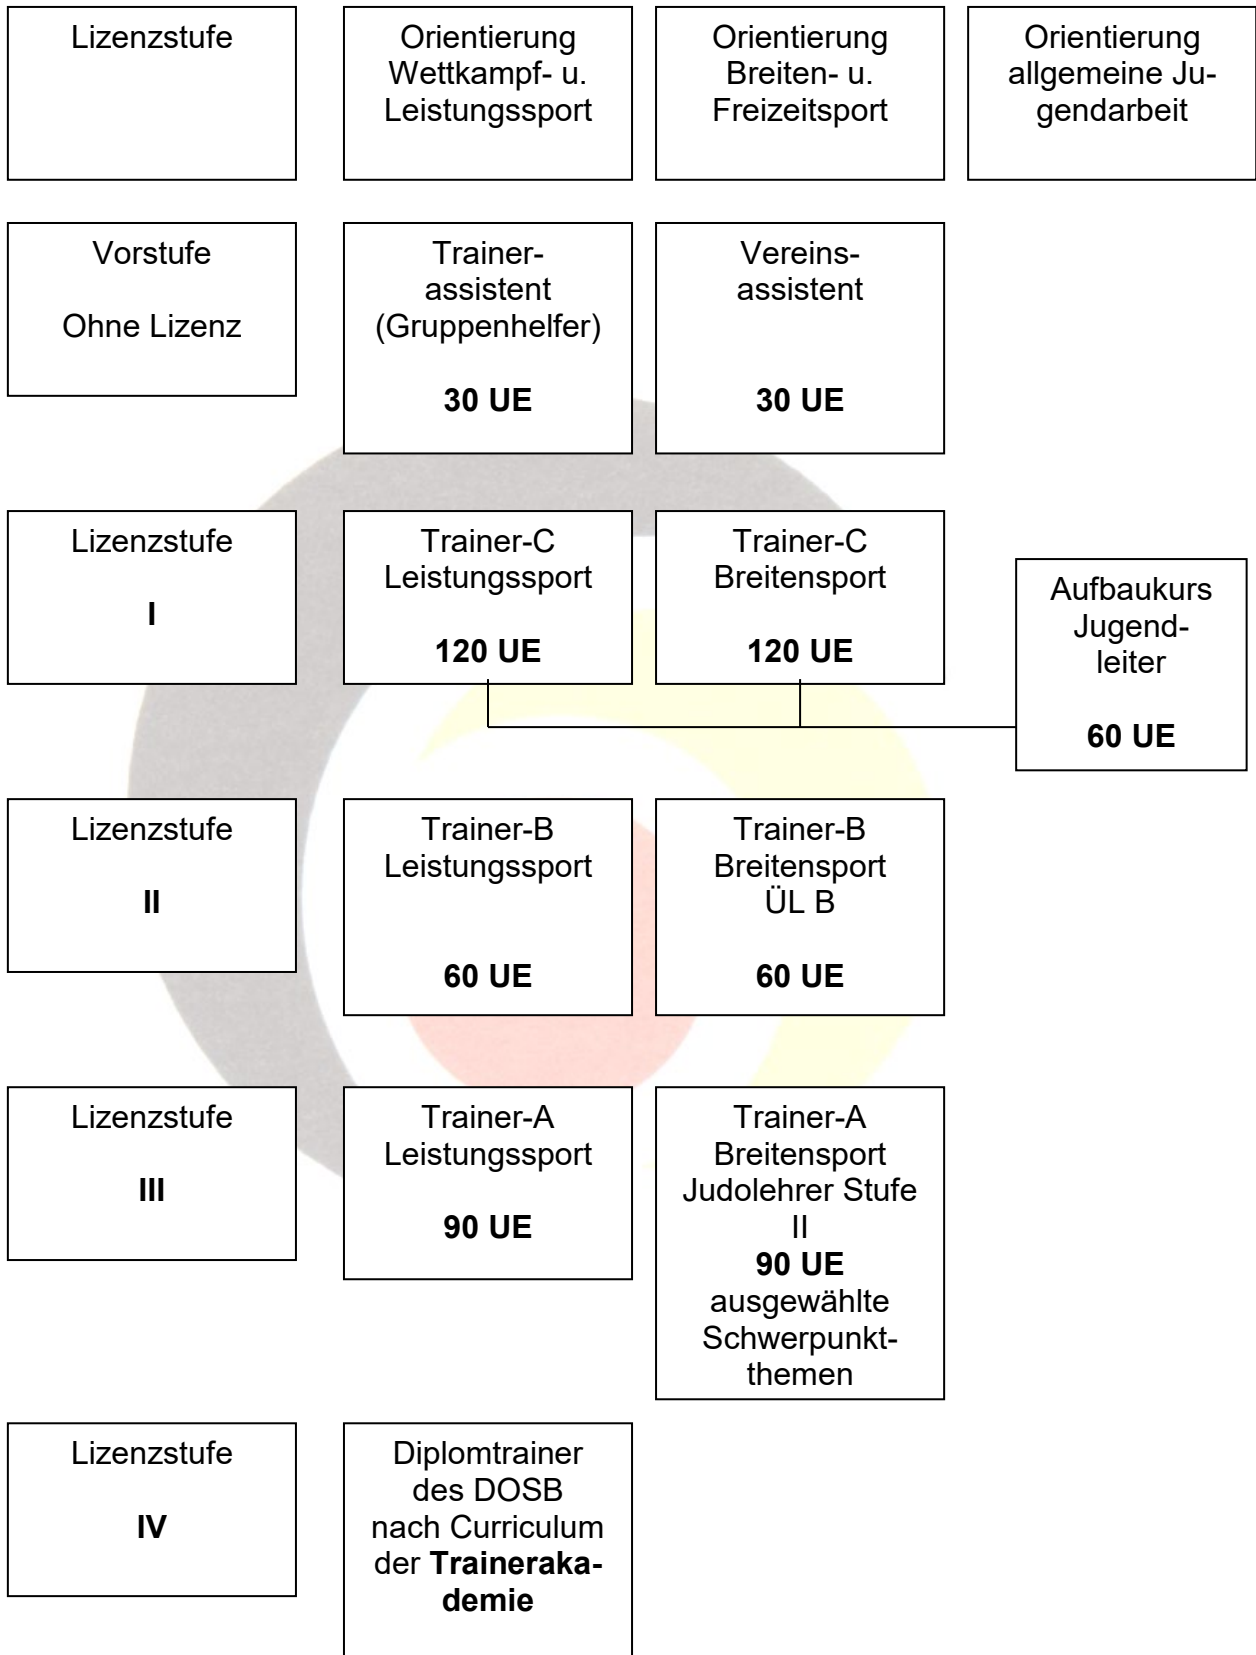 Lizenzstufe
Orientierung
Wettkampf- u.
Leistungssport
Orientierung
Breiten- u.
Freizeitsport
Orientierung
allgemeine Ju-
gendarbeit
Vorstufe
Ohne Lizenz
Trainer-
assistent
(Gruppenhelfer)
30 UE
Vereins-
assistent
30 UE
Lizenzstufe
I
Trainer-C
Leistungssport
120 UE
Trainer-C
Breitensport
120 UE
Aufbaukurs
Jugend-
leiter
60 UE
Lizenzstufe
II
Trainer-B
Leistungssport
60 UE
Trainer-B
Breitensport
ÜL B
60 UE
Lizenzstufe
III
Trainer-A
Leistungssport
90 UE
Trainer-A
Breitensport
Judolehrer Stufe
II
90 UE
ausgewählte
Schwerpunkt-
themen
Lizenzstufe
IV
Diplomtrainer
des DOSB
nach Curriculum
der Traineraka-
demie